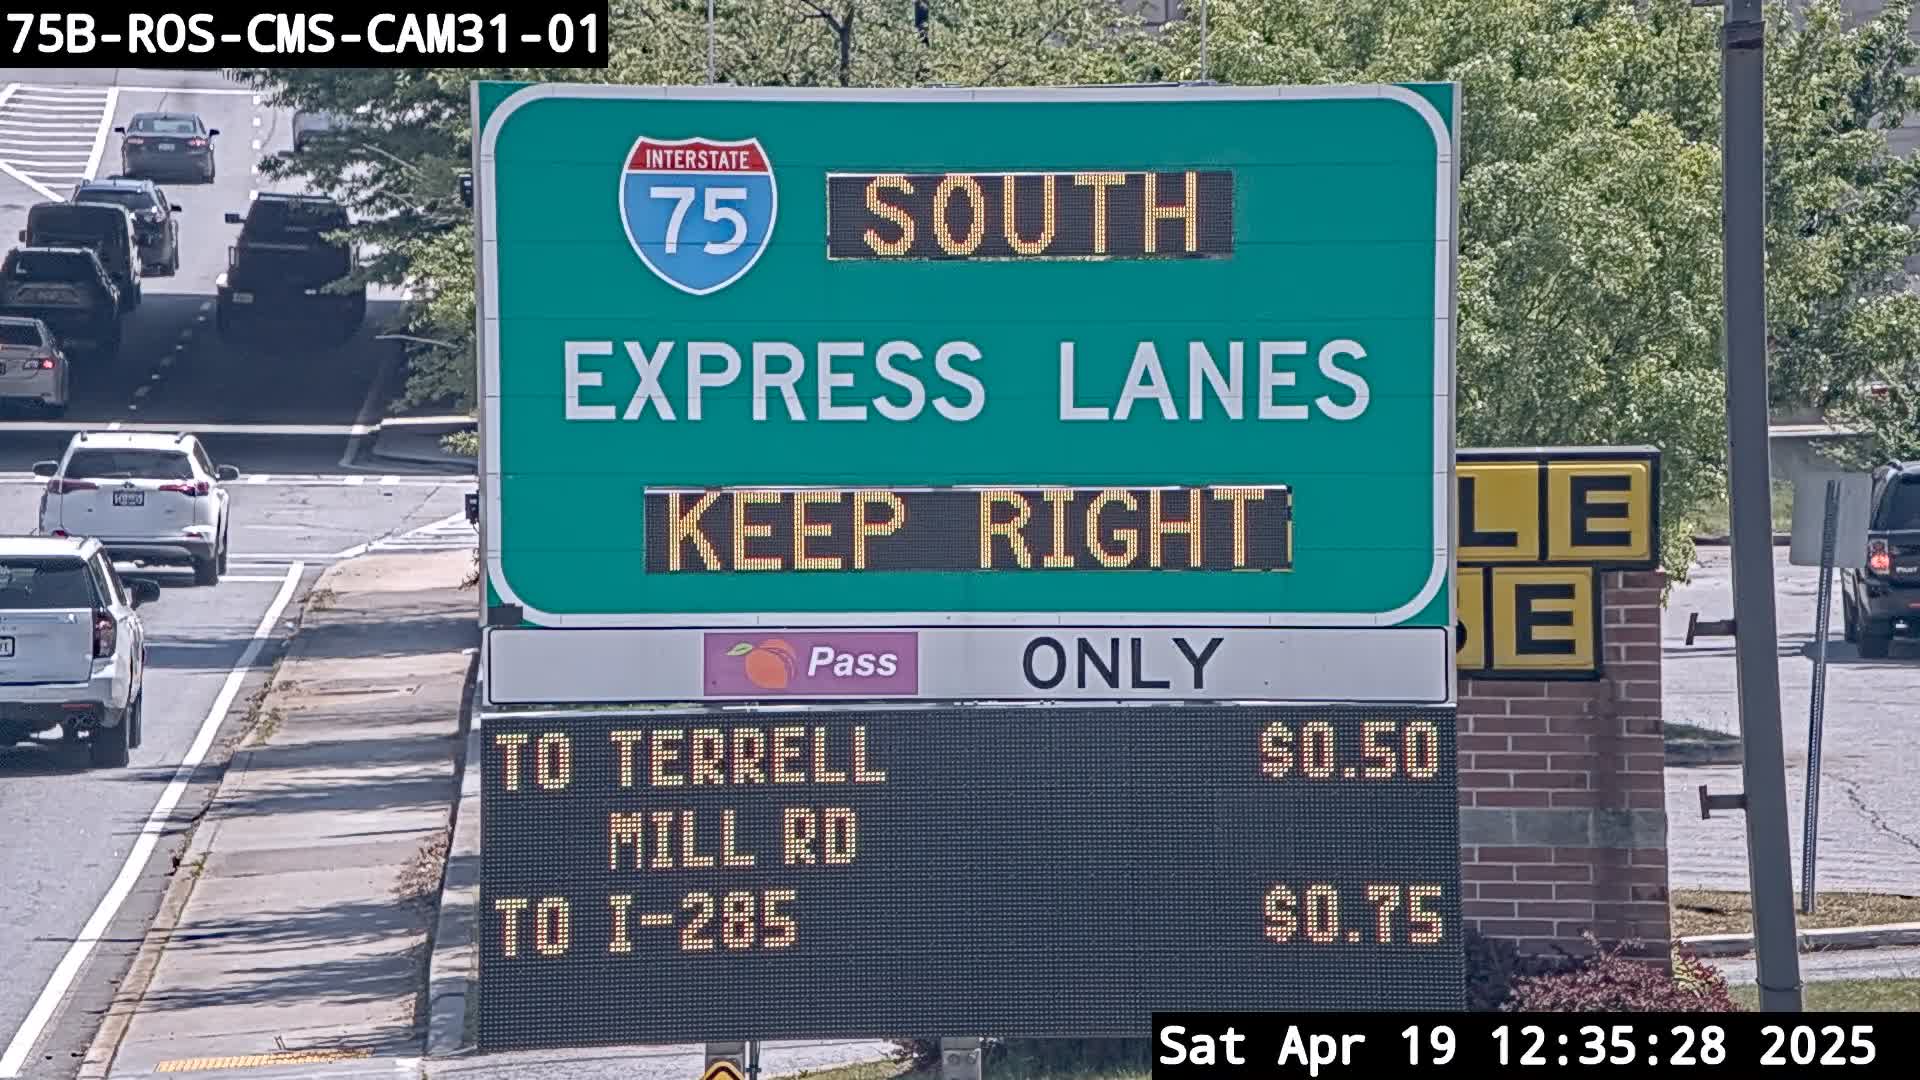 75B-ROS-CMS-CAM31-01
INTERSTATE
75
SOUTH
EXPRESS LANES
KEEP RIGHT
Pass ONLY
LE
E
TO TERRELL $0.50
MILL RD
TO I-285 $0.75
Sat Apr 19 12:35:28 2025